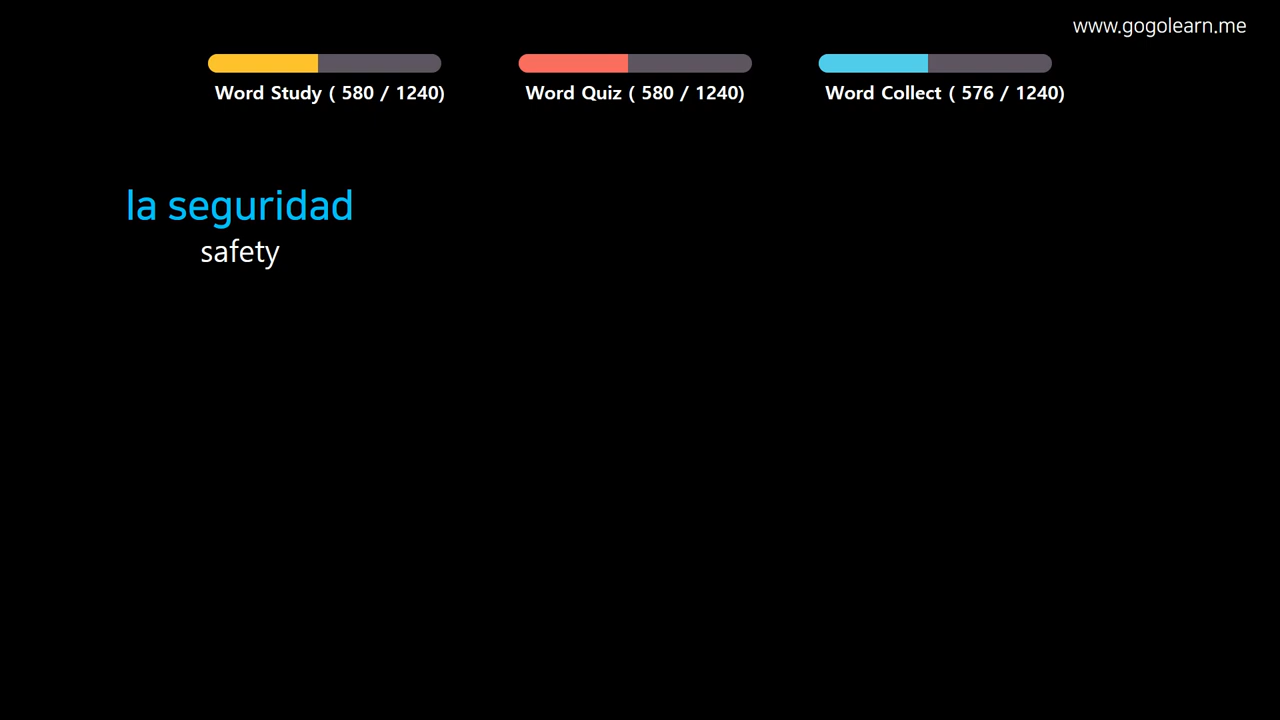 www.gogolearn.me
Word Study ( 580 / 1240)
Word Quiz ( 580 / 1240)
Word Collect ( 576 / 1240)
la seguridad
safety